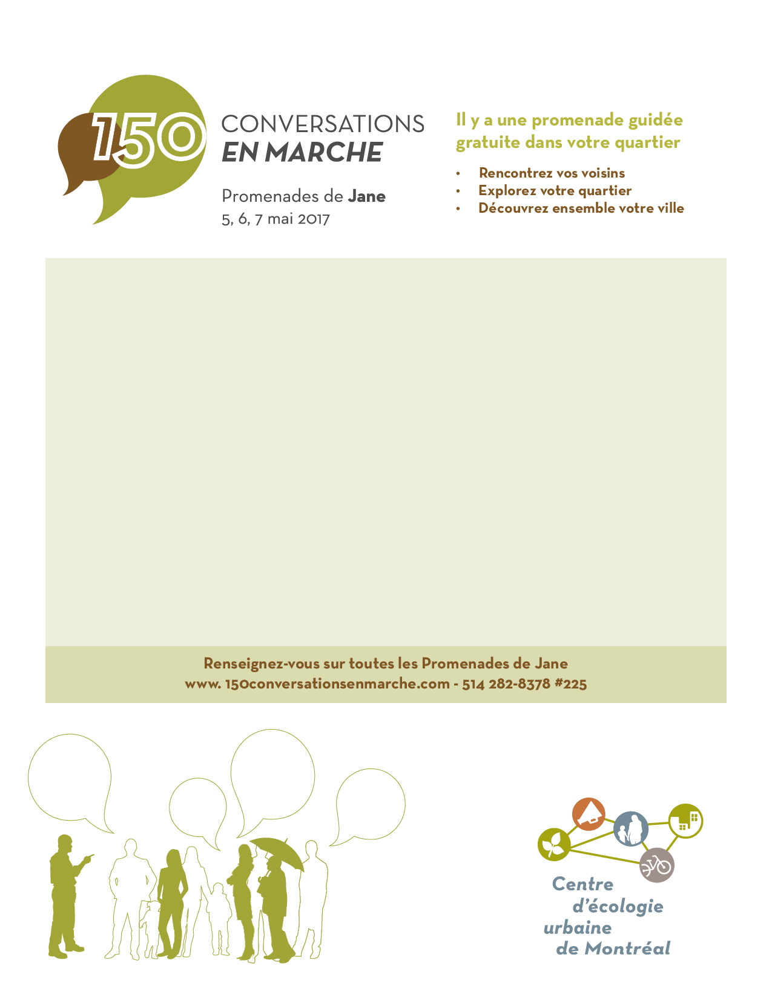 150
CONVERSATIONS
EN MARCHE
Promenades de Jane
5, 6, 7 mai 2017
Il y a une promenade guidée
gratuite dans votre quartier
• Rencontrez vos voisins
• Explorez votre quartier
• Découvrez ensemble votre ville
Renseignez-vous sur toutes les Promenades de Jane
www. 150conversationsenmarche.com - 514 282-8378 #225
Centre
d'écologie
urbaine
de Montréal